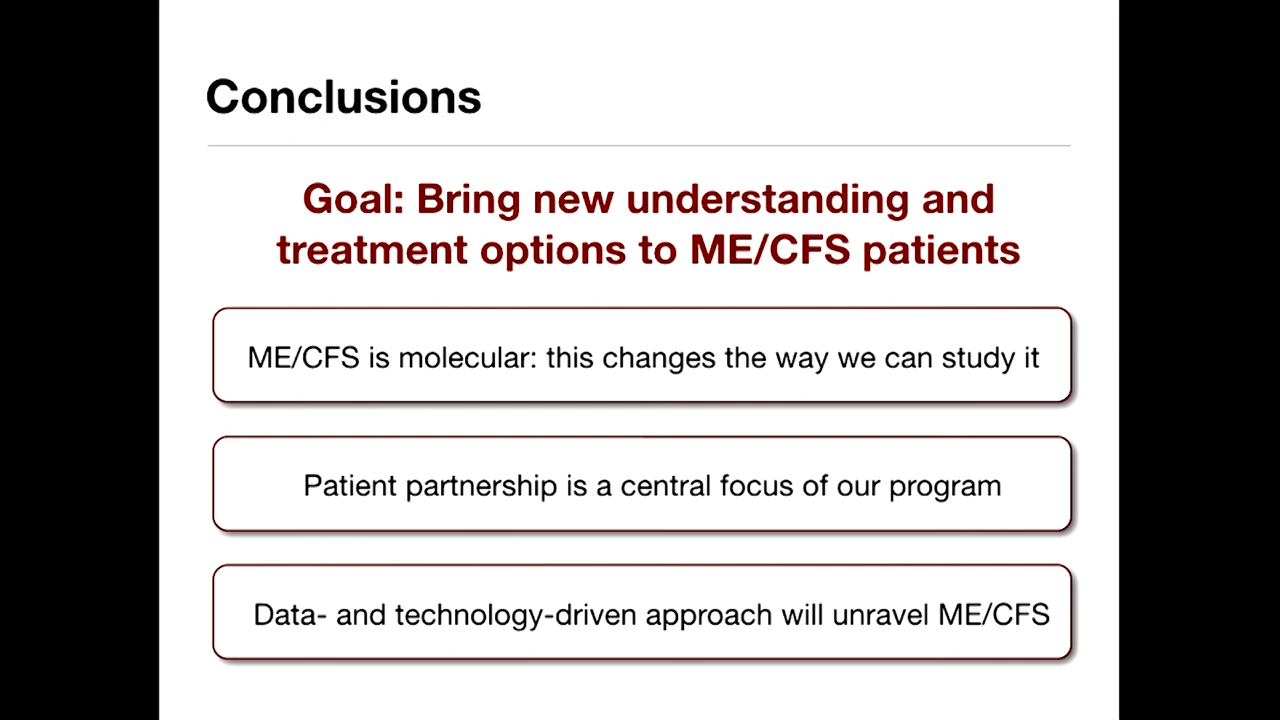 Conclusions
Goal: Bring new understanding and
treatment options to ME/CFS patients
ME/CFS is molecular: this changes the way we can study it
Patient partnership is a central focus of our program
Data- and technology-driven approach will unravel ME/CFS